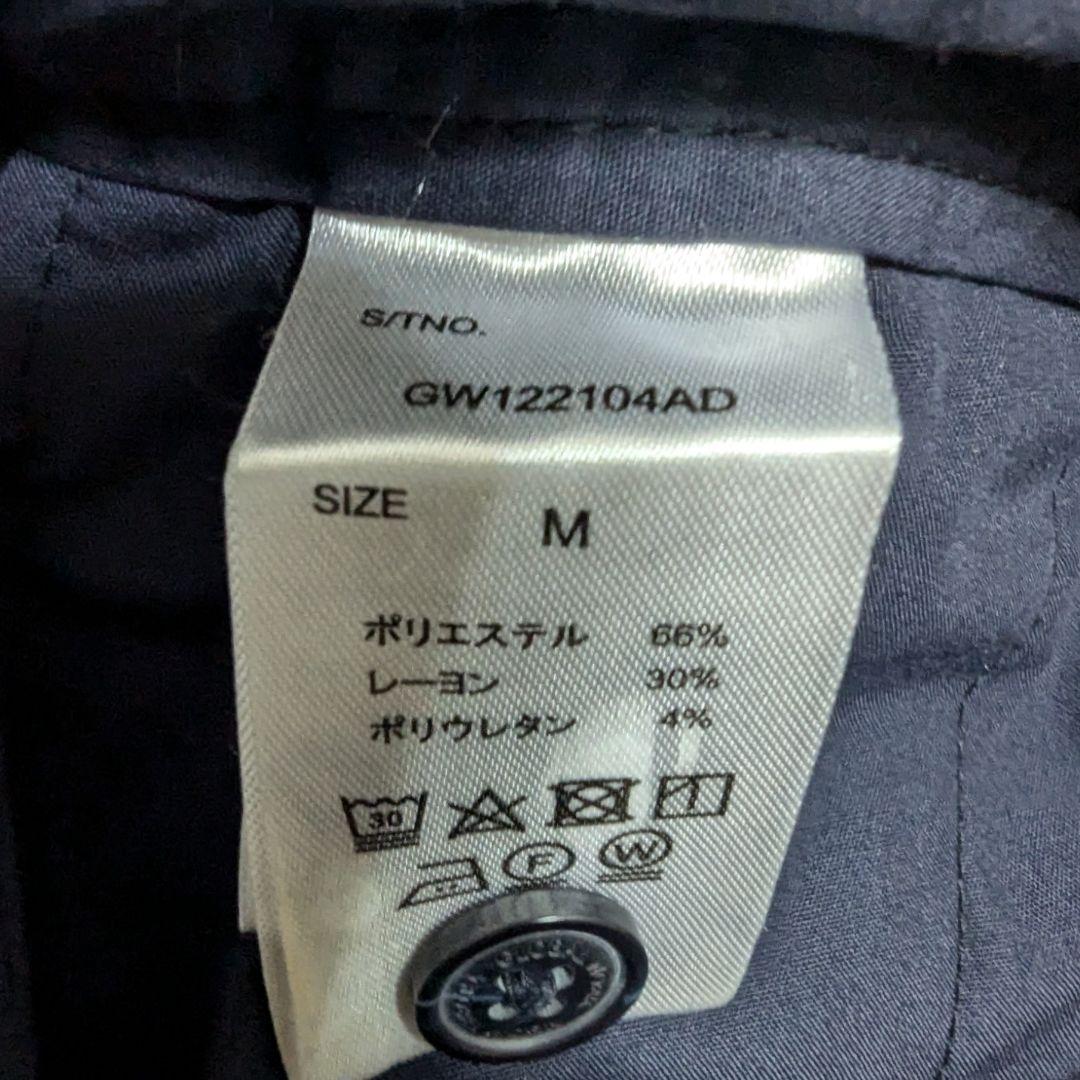 S/TNO.
GW122104AD
SIZE M
ポリエステル 66%
レーヨン 30%
ポリウレタン 4%
30
F W